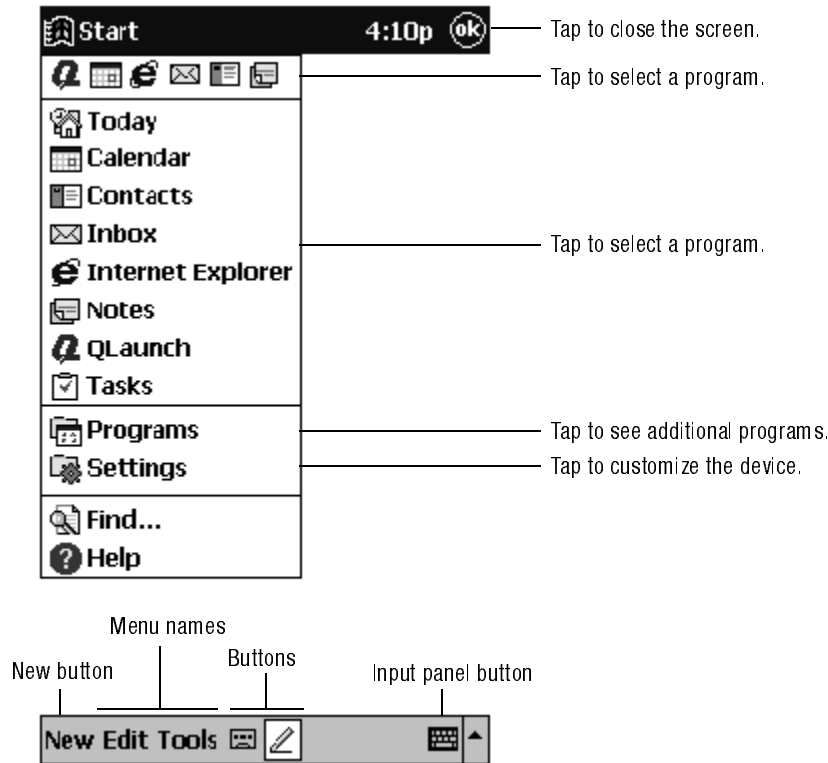 Start 4:10p ok Tap to close the screen.
Tap to select a program.
Today
Calendar
Contacts
Inbox Tap to select a program.
Internet Explorer
Notes
QLaunch
Tasks
Programs Tap to see additional programs.
Settings Tap to customize the device.
Find...
Help
Menu names
New button Buttons Input panel button
New Edit Tools